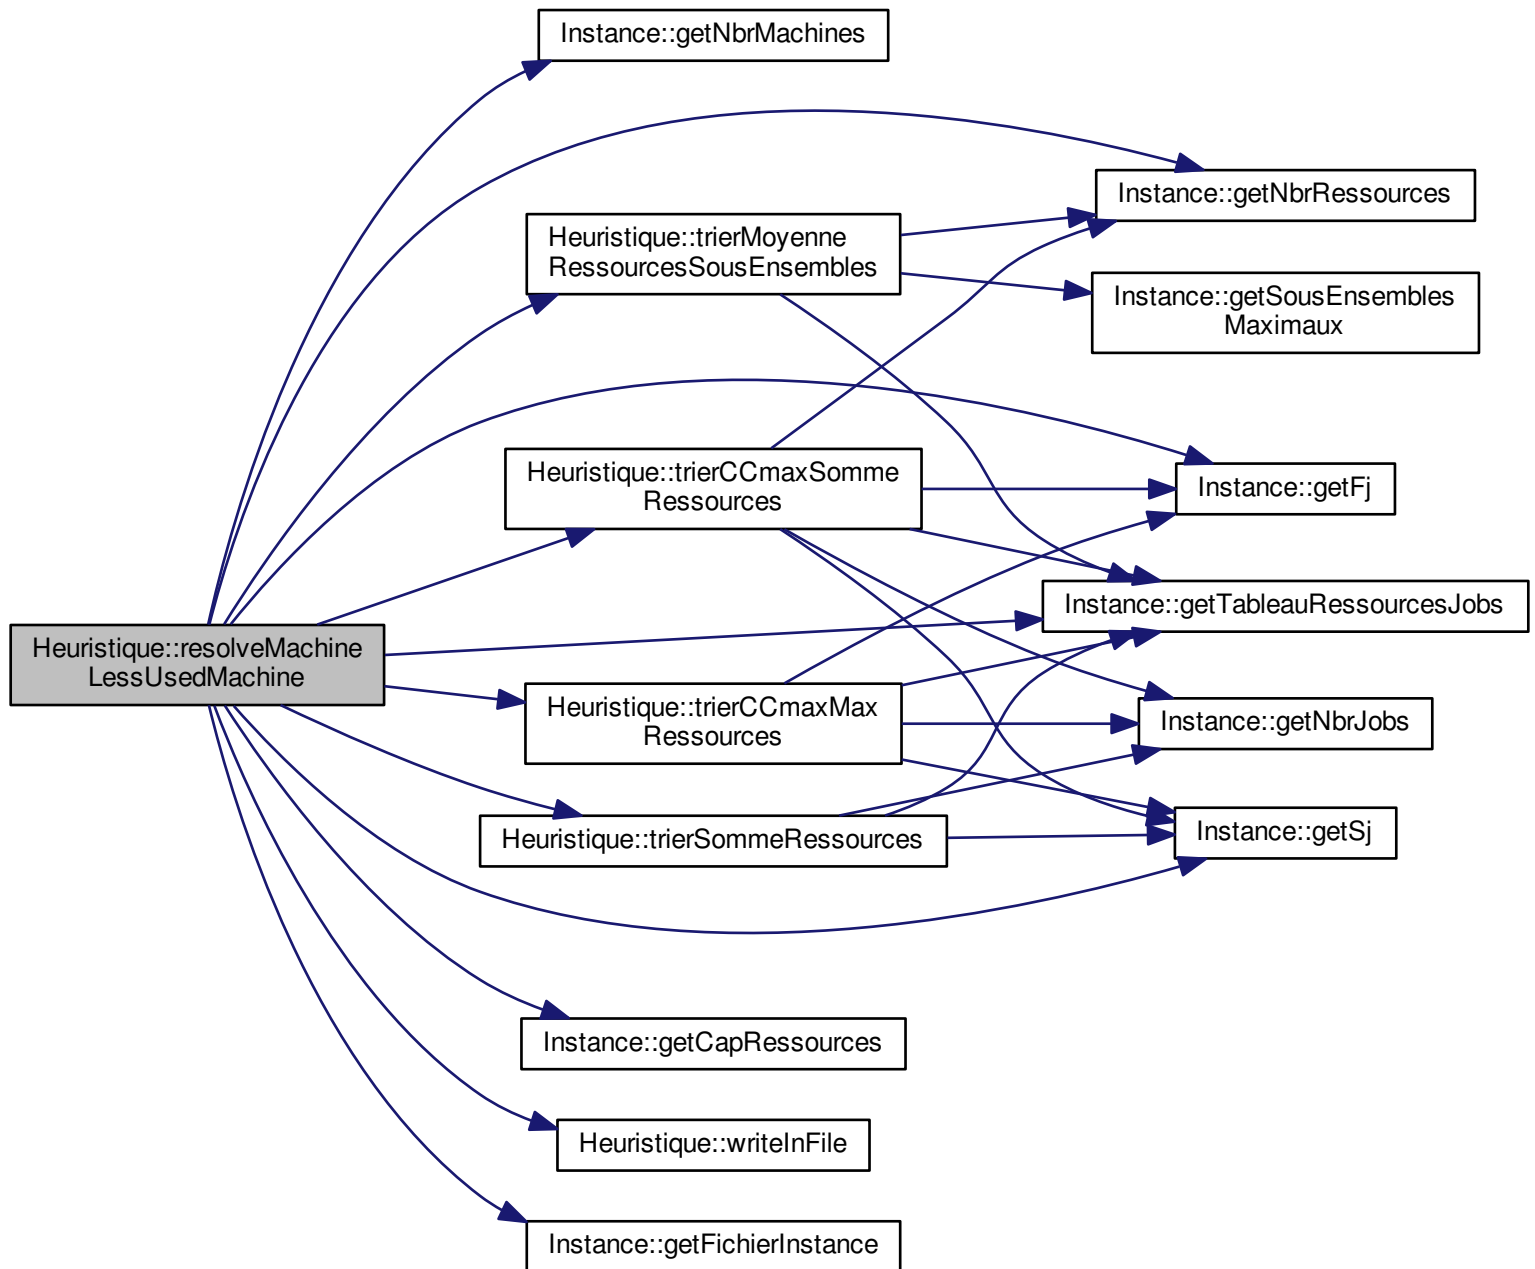 Instance::getNbrMachines
Instance::getNbrRessources
Heuristique::trierMoyenne
RessourcesSousEnsembles
Instance::getSousEnsembles
Maximaux
Heuristique::trierCCmaxSomme
Ressources
Instance::getFj
Instance::getTableauRessourcesJobs
Heuristique::resolveMachine
LessUsedMachine
Heuristique::trierCCmaxMax
Ressources
Instance::getNbrJobs
Heuristique::trierSommeRessources
Instance::getSj
Instance::getCapRessources
Heuristique::writeInFile
Instance::getFichierInstance